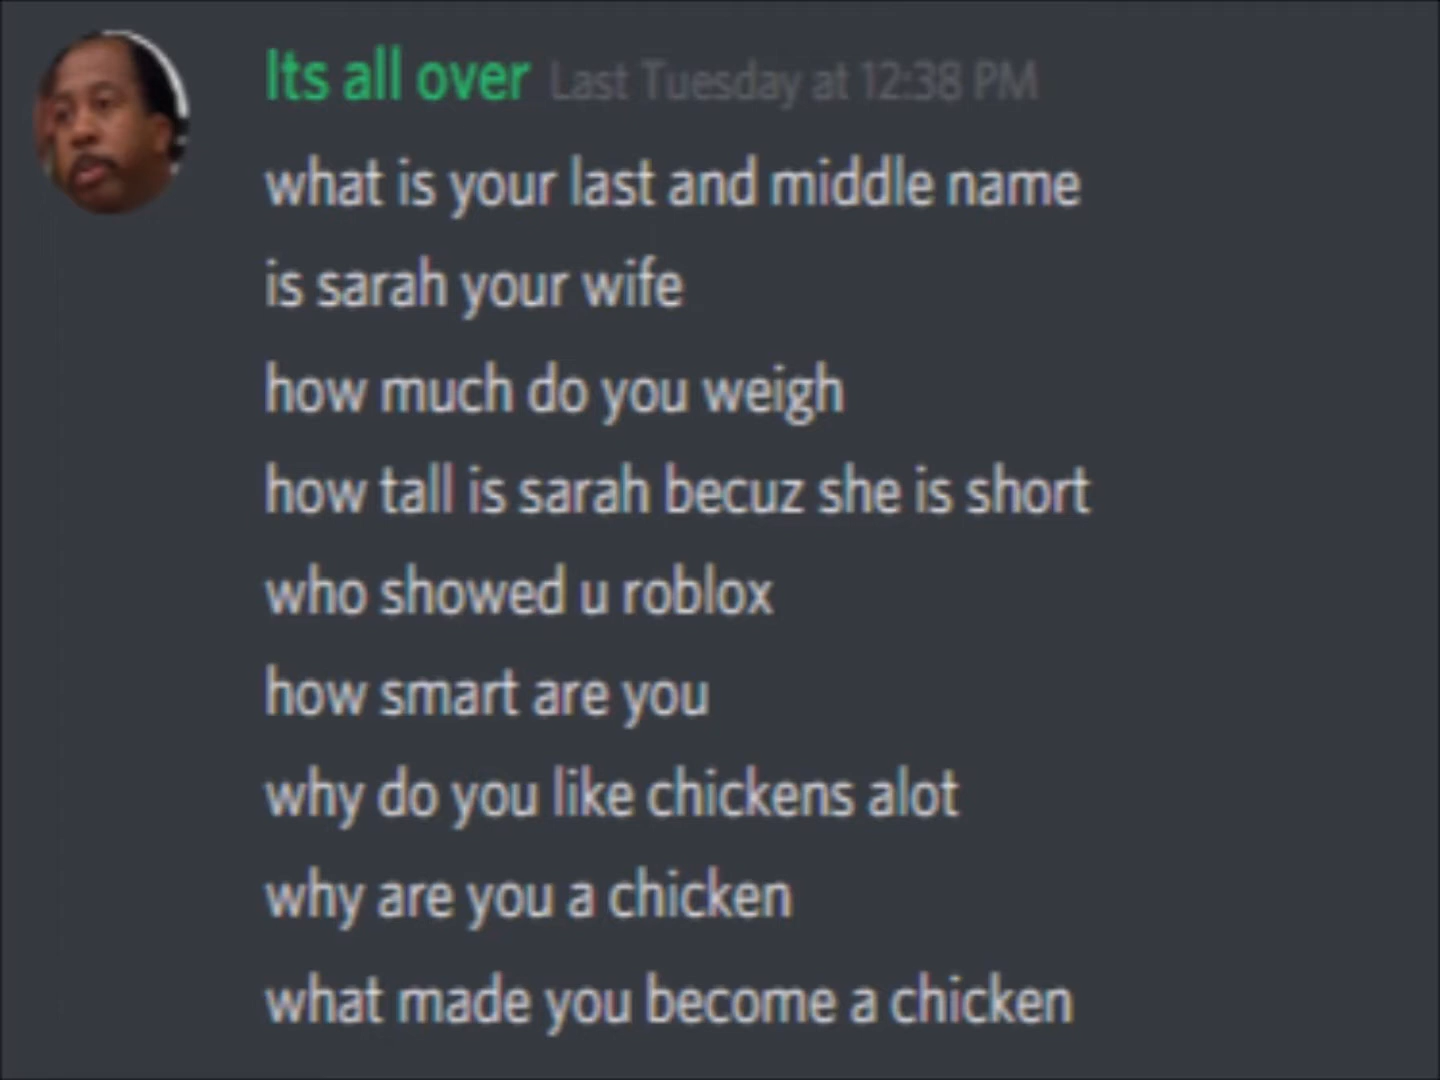 Its all over Last Tuesday at 12:38 PM
what is your last and middle name
is sarah your wife
how much do you weigh
how tall is sarah becuz she is short
who showed u roblox
how smart are you
why do you like chickens alot
why are you a chicken
what made you become a chicken